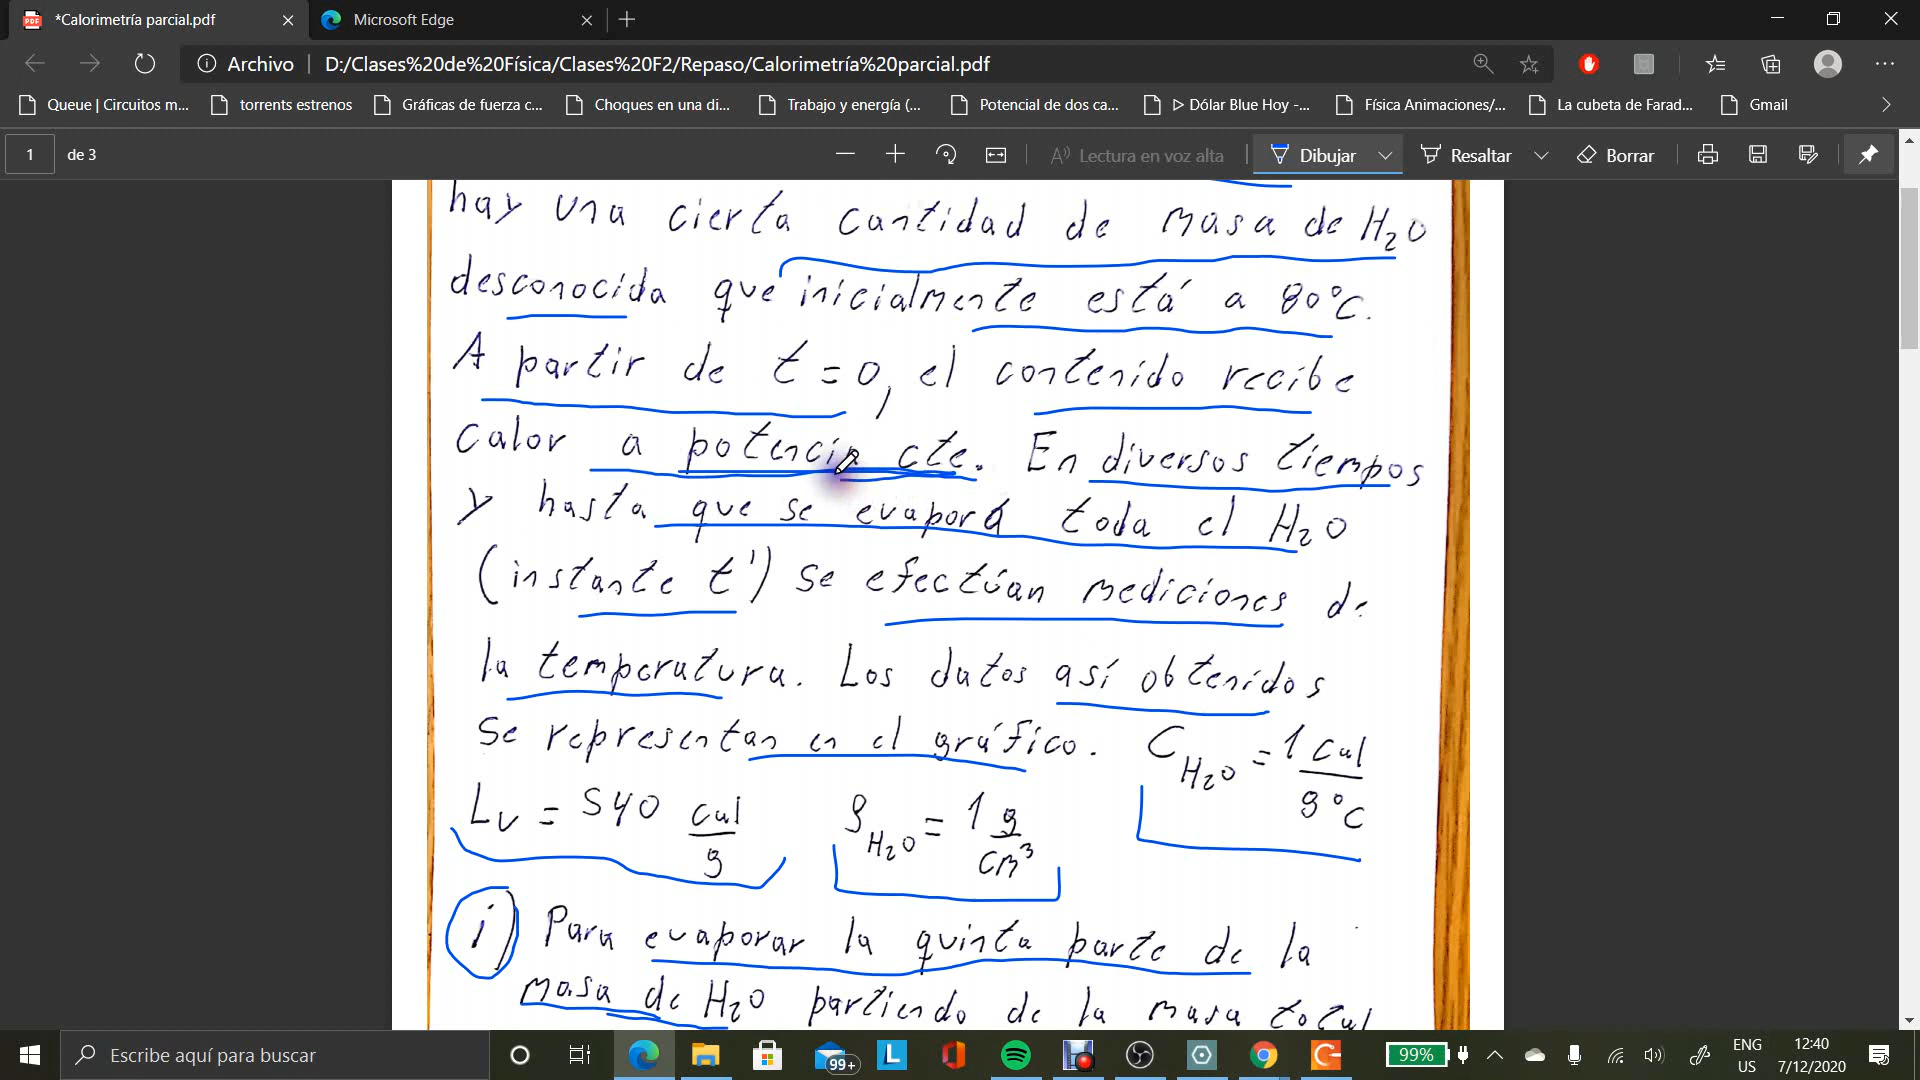 *Calorimetría parcial.pdf
Microsoft Edge
Archivo | D:/Clases%20de%20Física/Clases%20F2/Repaso/Calorimetría%20parcial.pdf
Queue | Circuitos m...
torrents estrenos
Gráficas de fuerza c...
Choques en una di...
Trabajo y energía (...
Potencial de dos ca...
ᐅ Dólar Blue Hoy -...
Física Animaciones/...
La cubeta de Farad...
Gmail
1 de 3
Lectura en voz alta
Dibujar
Resaltar
Borrar
hay una cierta cantidad de masa de H₂O
desconocida que inicialmente está a 80°C.
A partir de t=0, el contenido recibe
calor a potencia cte. En diversos tiempos
y hasta que se evapora toda el H₂O
(instante t') se efectúan mediciones de
la temperatura. Los datos así obtenidos
se representan en el gráfico. C_H₂O = 1 cal/g°C
Lv = 540 cal/g ρ_H₂O = 1 g/cm³
i) Para evaporar la quinta parte de la
masa de H₂O partiendo de la masa total
Escribe aquí para buscar
99+
L
99%
ENG
US
12:40
7/12/2020